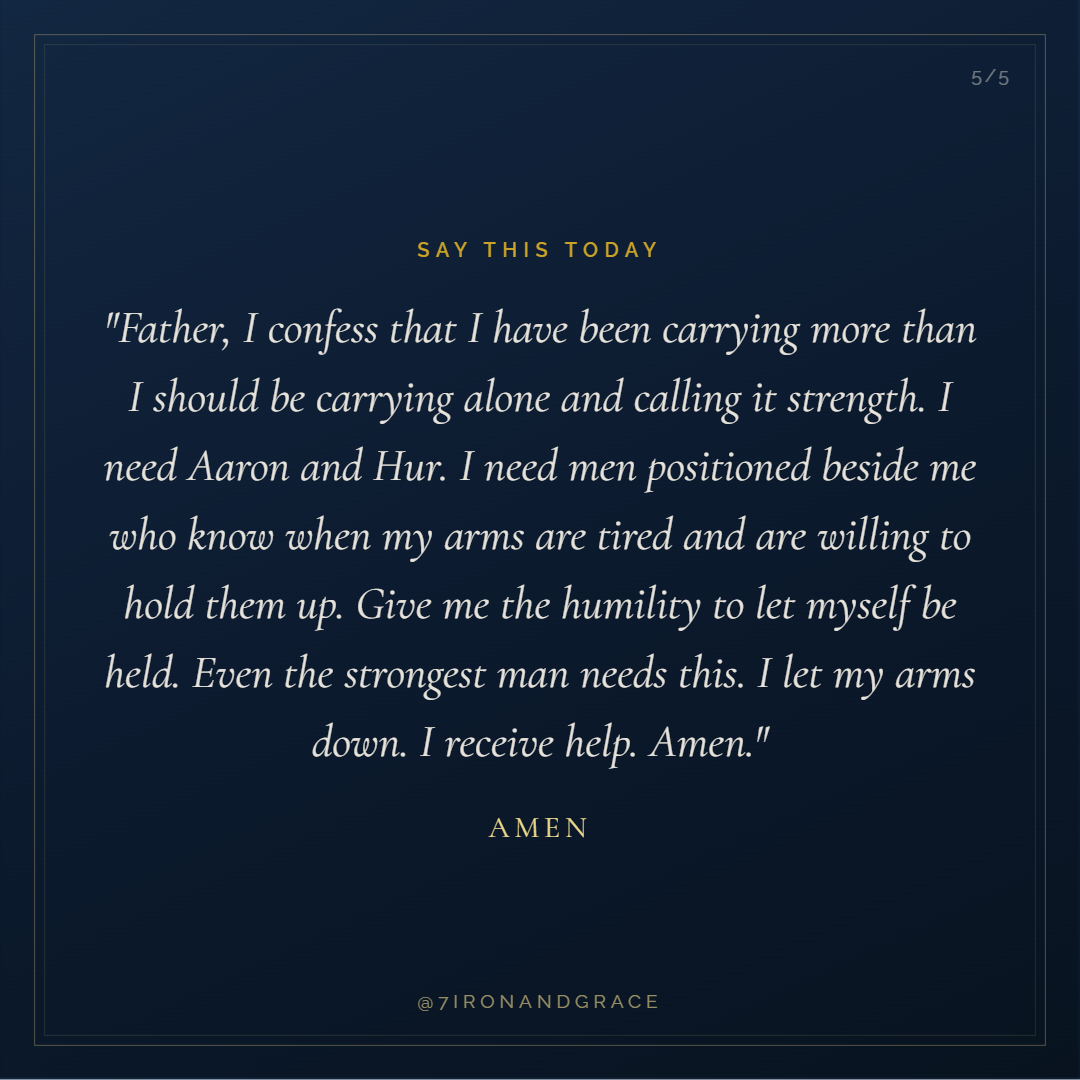 5/5
SAY THIS TODAY
"Father, I confess that I have been carrying more than
I should be carrying alone and calling it strength. I
need Aaron and Hur. I need men positioned beside me
who know when my arms are tired and are willing to
hold them up. Give me the humility to let myself be
held. Even the strongest man needs this. I let my arms
down. I receive help. Amen."
AMEN
@7IRONANDGRACE